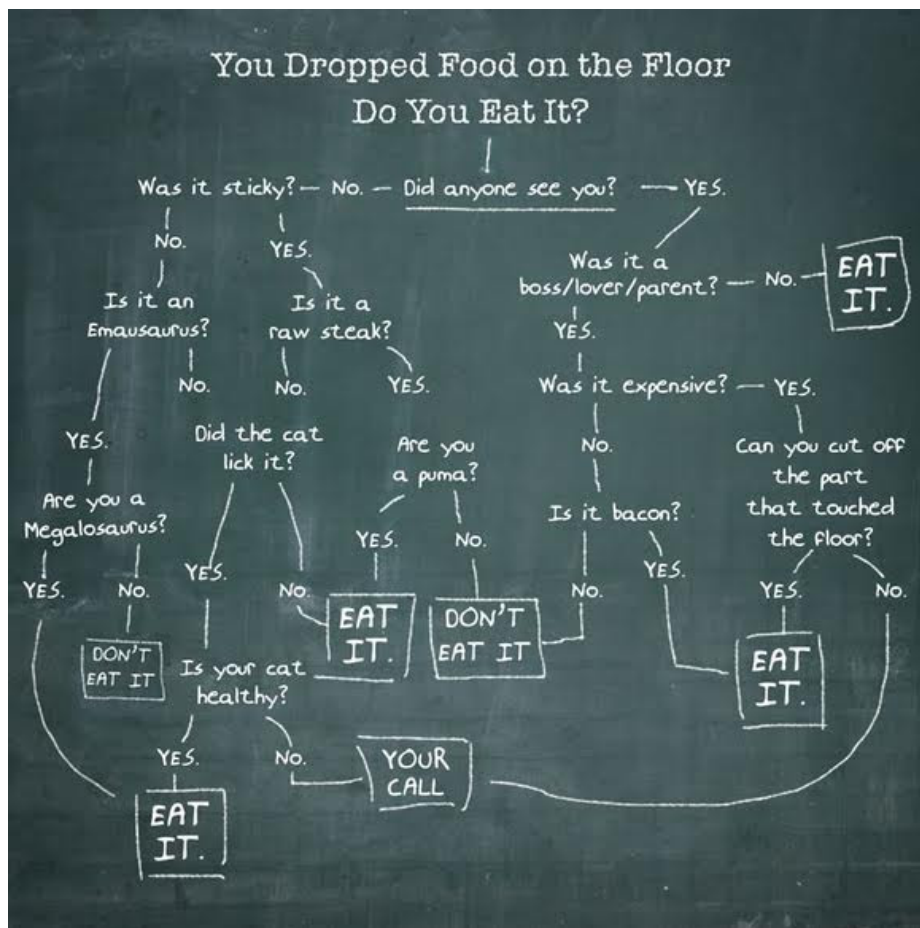 You Dropped Food on the Floor
Do You Eat It?
Was it sticky? — No. — Did anyone see you? — YES.
No.
YES.
Was it a
boss/lover/parent? — No.
EAT
IT.
Is it an
Emausaurus?
Is it a
raw steak?
YES.
No.
No.
YES.
Was it expensive? — YES.
YES.
Did the cat
lick it?
Are you
a puma?
No.
Can you cut off
the part
that touched
the floor?
Are you a
Megalosaurus?
Is it bacon?
YES.
No.
YES.
No.
YES.
No.
No.
YES.
YES.
No.
DON'T
EAT IT
EAT
IT.
DON'T
EAT IT
EAT
IT.
Is your cat
healthy?
YES.
No.
YOUR
CALL
EAT
IT.